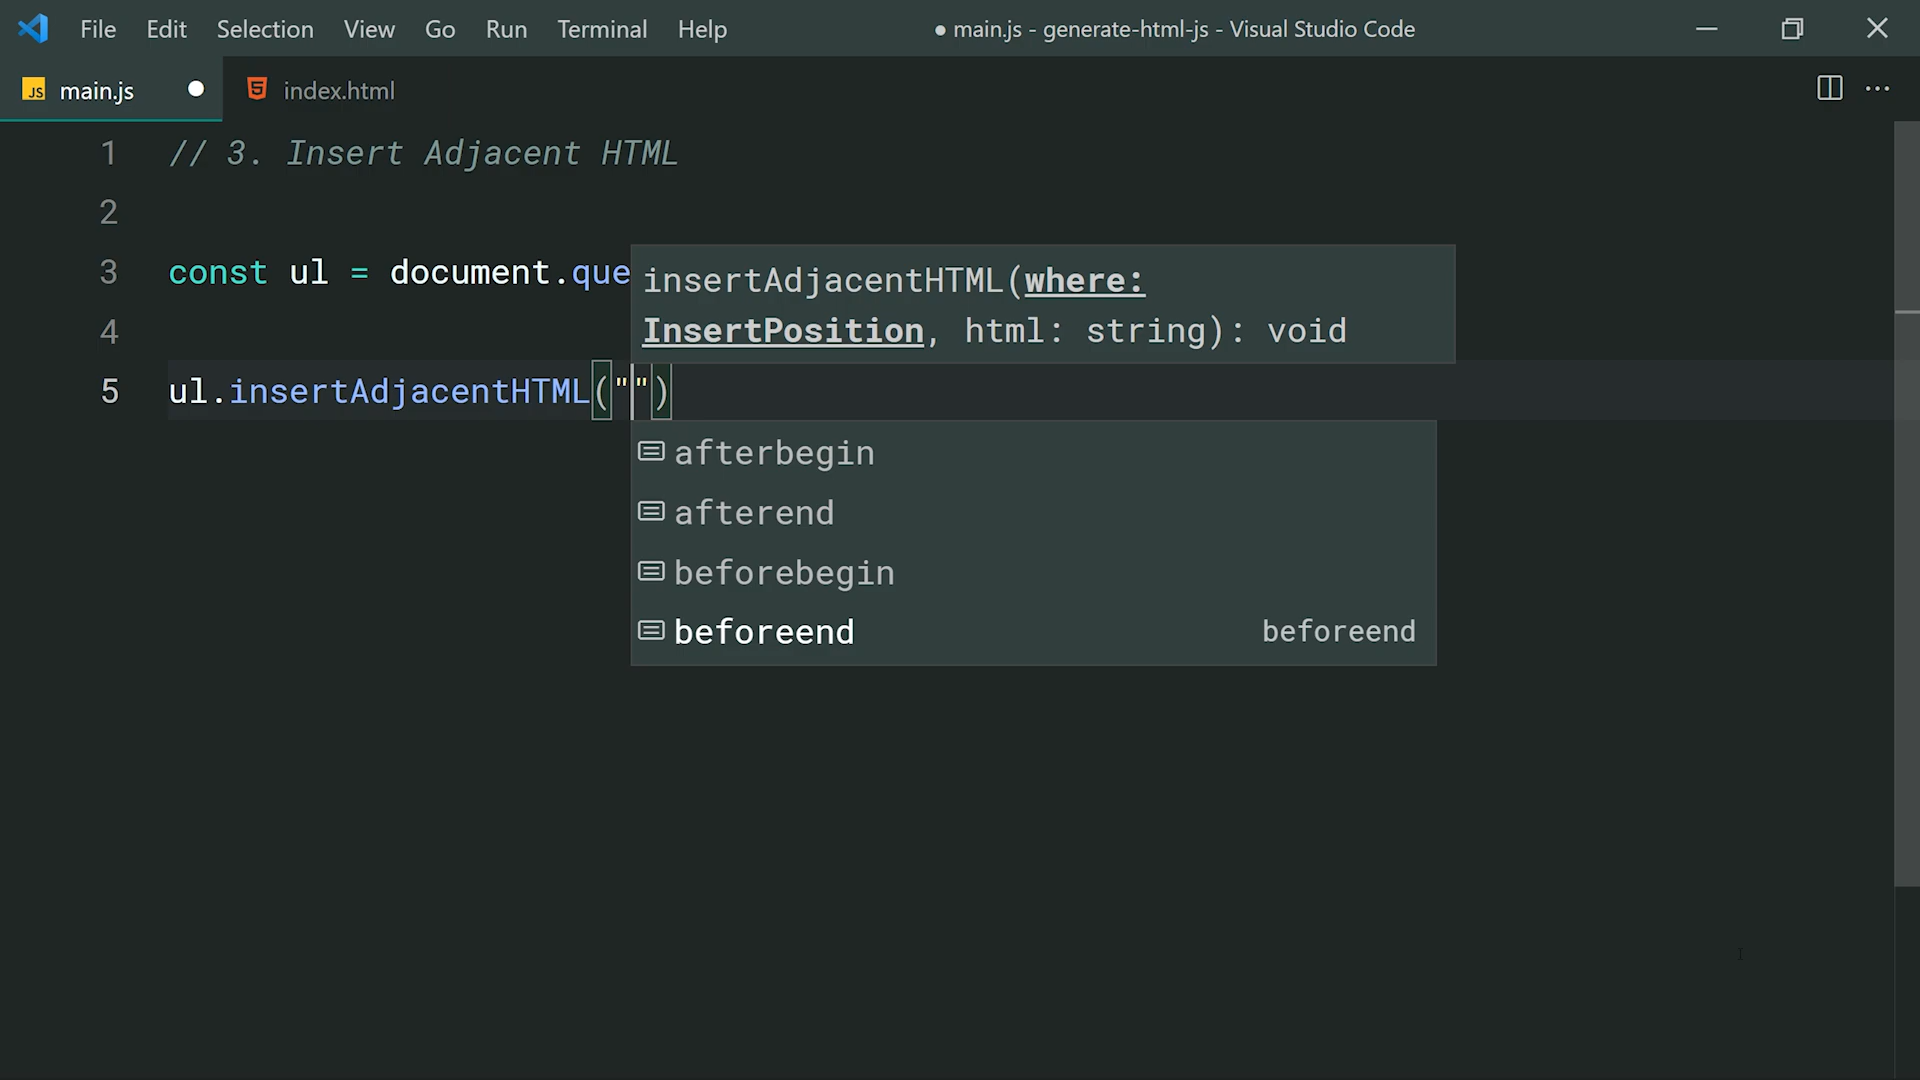 File Edit Selection View Go Run Terminal Help ● main.js - generate-html-js - Visual Studio Code
JS main.js index.html
1 // 3. Insert Adjacent HTML
2
3 const ul = document.que
insertAdjacentHTML(where:
4
InsertPosition, html: string): void
5 ul.insertAdjacentHTML("")
afterbegin
afterend
beforebegin
beforeend beforeend